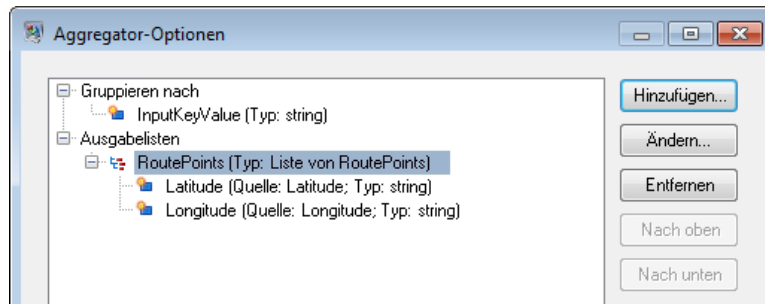 Aggregator-Optionen
Gruppieren nach
InputKeyValue (Typ: string)
Ausgabelisten
RoutePoints (Typ: Liste von RoutePoints)
Latitude (Quelle: Latitude; Typ: string)
Longitude (Quelle: Longitude; Typ: string)
Hinzufügen...
Ändern...
Entfernen
Nach oben
Nach unten